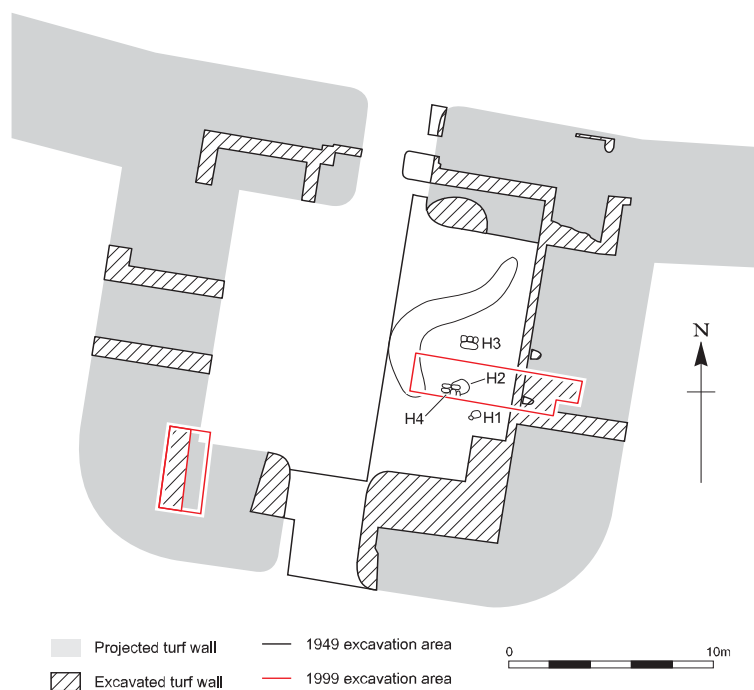 N
H3
H2
H4
H1
Projected turf wall
1949 excavation area
0
10m
Excavated turf wall
1999 excavation area